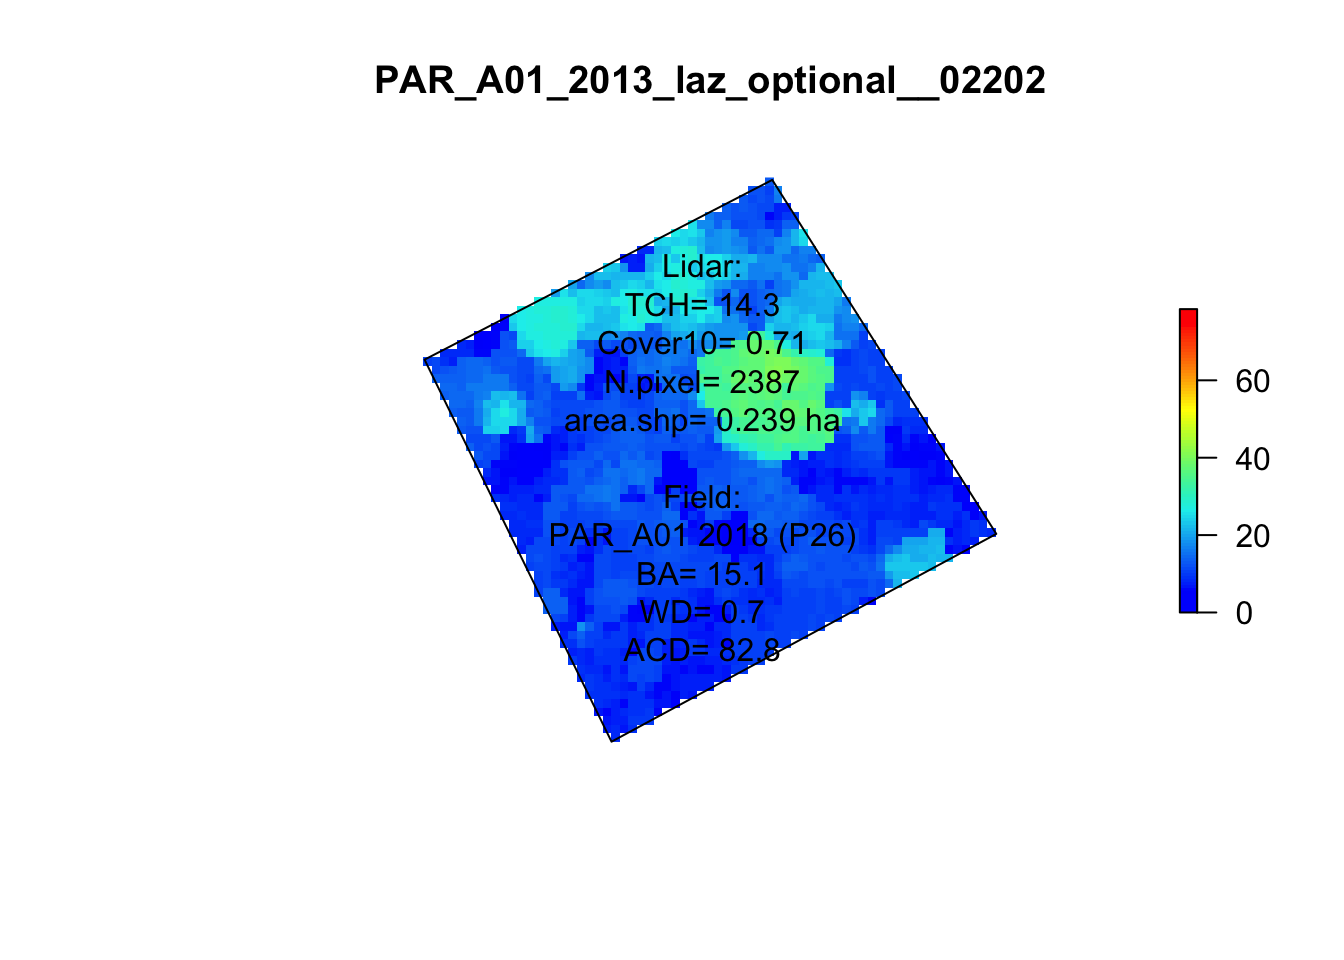 PAR_A01_2013_laz_optional__02202
Lidar:
TCH= 14.3
Cover10= 0.71
N.pixel= 2387
area.shp= 0.239 ha
Field:
PAR_A01 2018 (P26)
BA= 15.1
WD= 0.7
ACD= 82.8
60
40
20
0